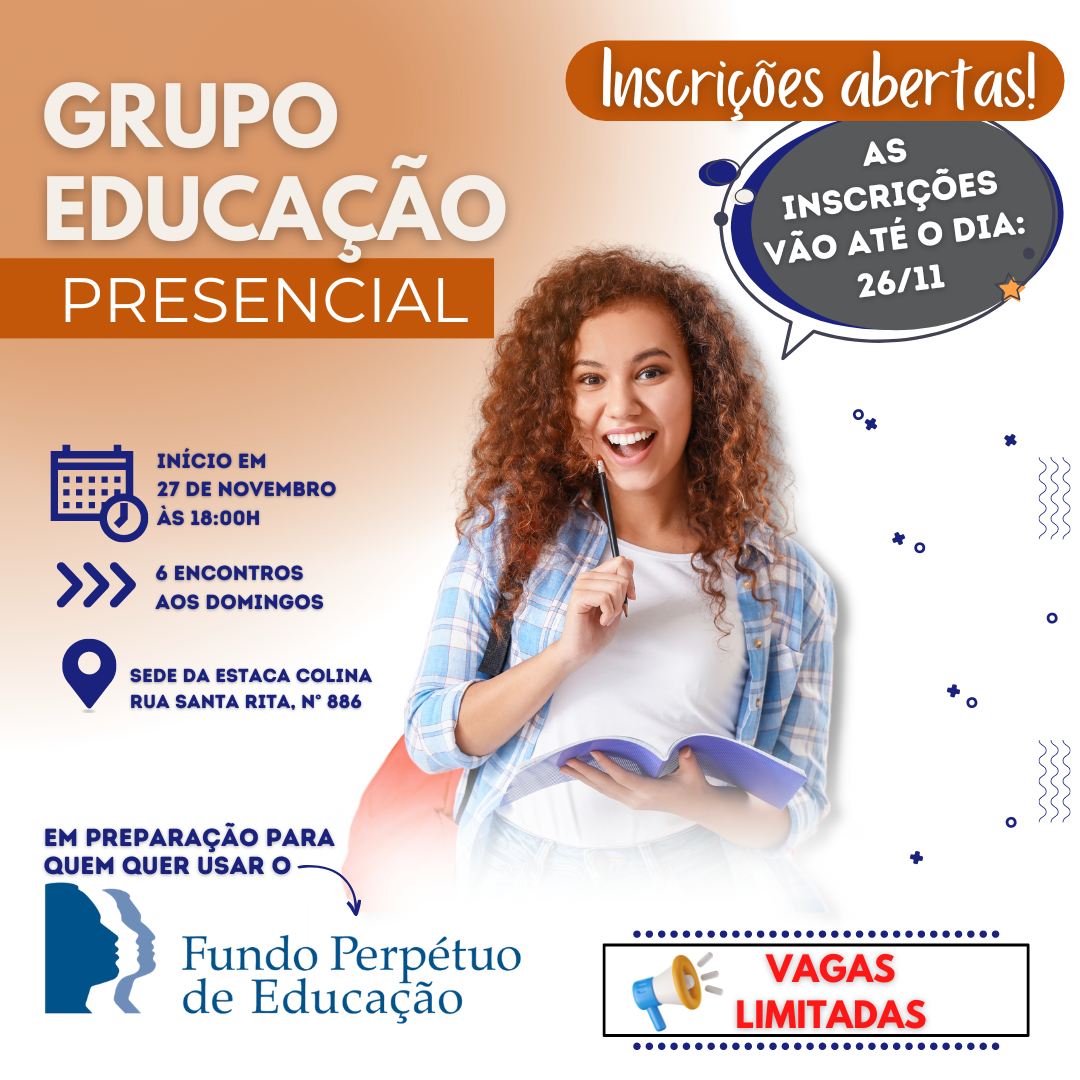 Inscrições abertas!
GRUPO
EDUCAÇÃO
PRESENCIAL
AS
INSCRIÇÕES
VÃO ATÉ O DIA:
26/11
INÍCIO EM
27 DE NOVEMBRO
ÀS 18:00H
6 ENCONTROS
AOS DOMINGOS
SEDE DA ESTACA COLINA
RUA SANTA RITA, N° 886
EM PREPARAÇÃO PARA
QUEM QUER USAR O
Fundo Perpétuo
de Educação
VAGAS
LIMITADAS